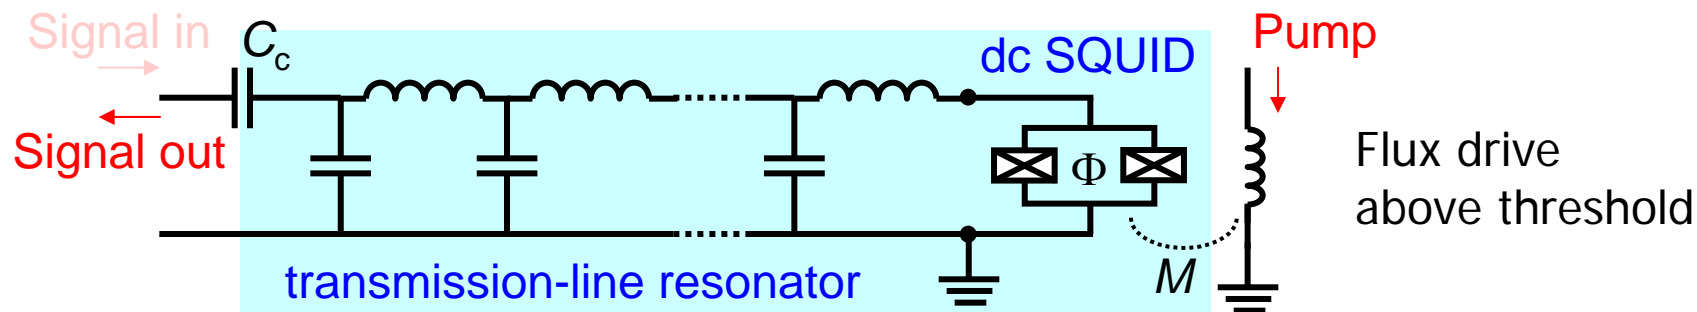 Signal in
Cc
dc SQUID
Pump
Signal out
Φ
Flux drive
above threshold
transmission-line resonator
M